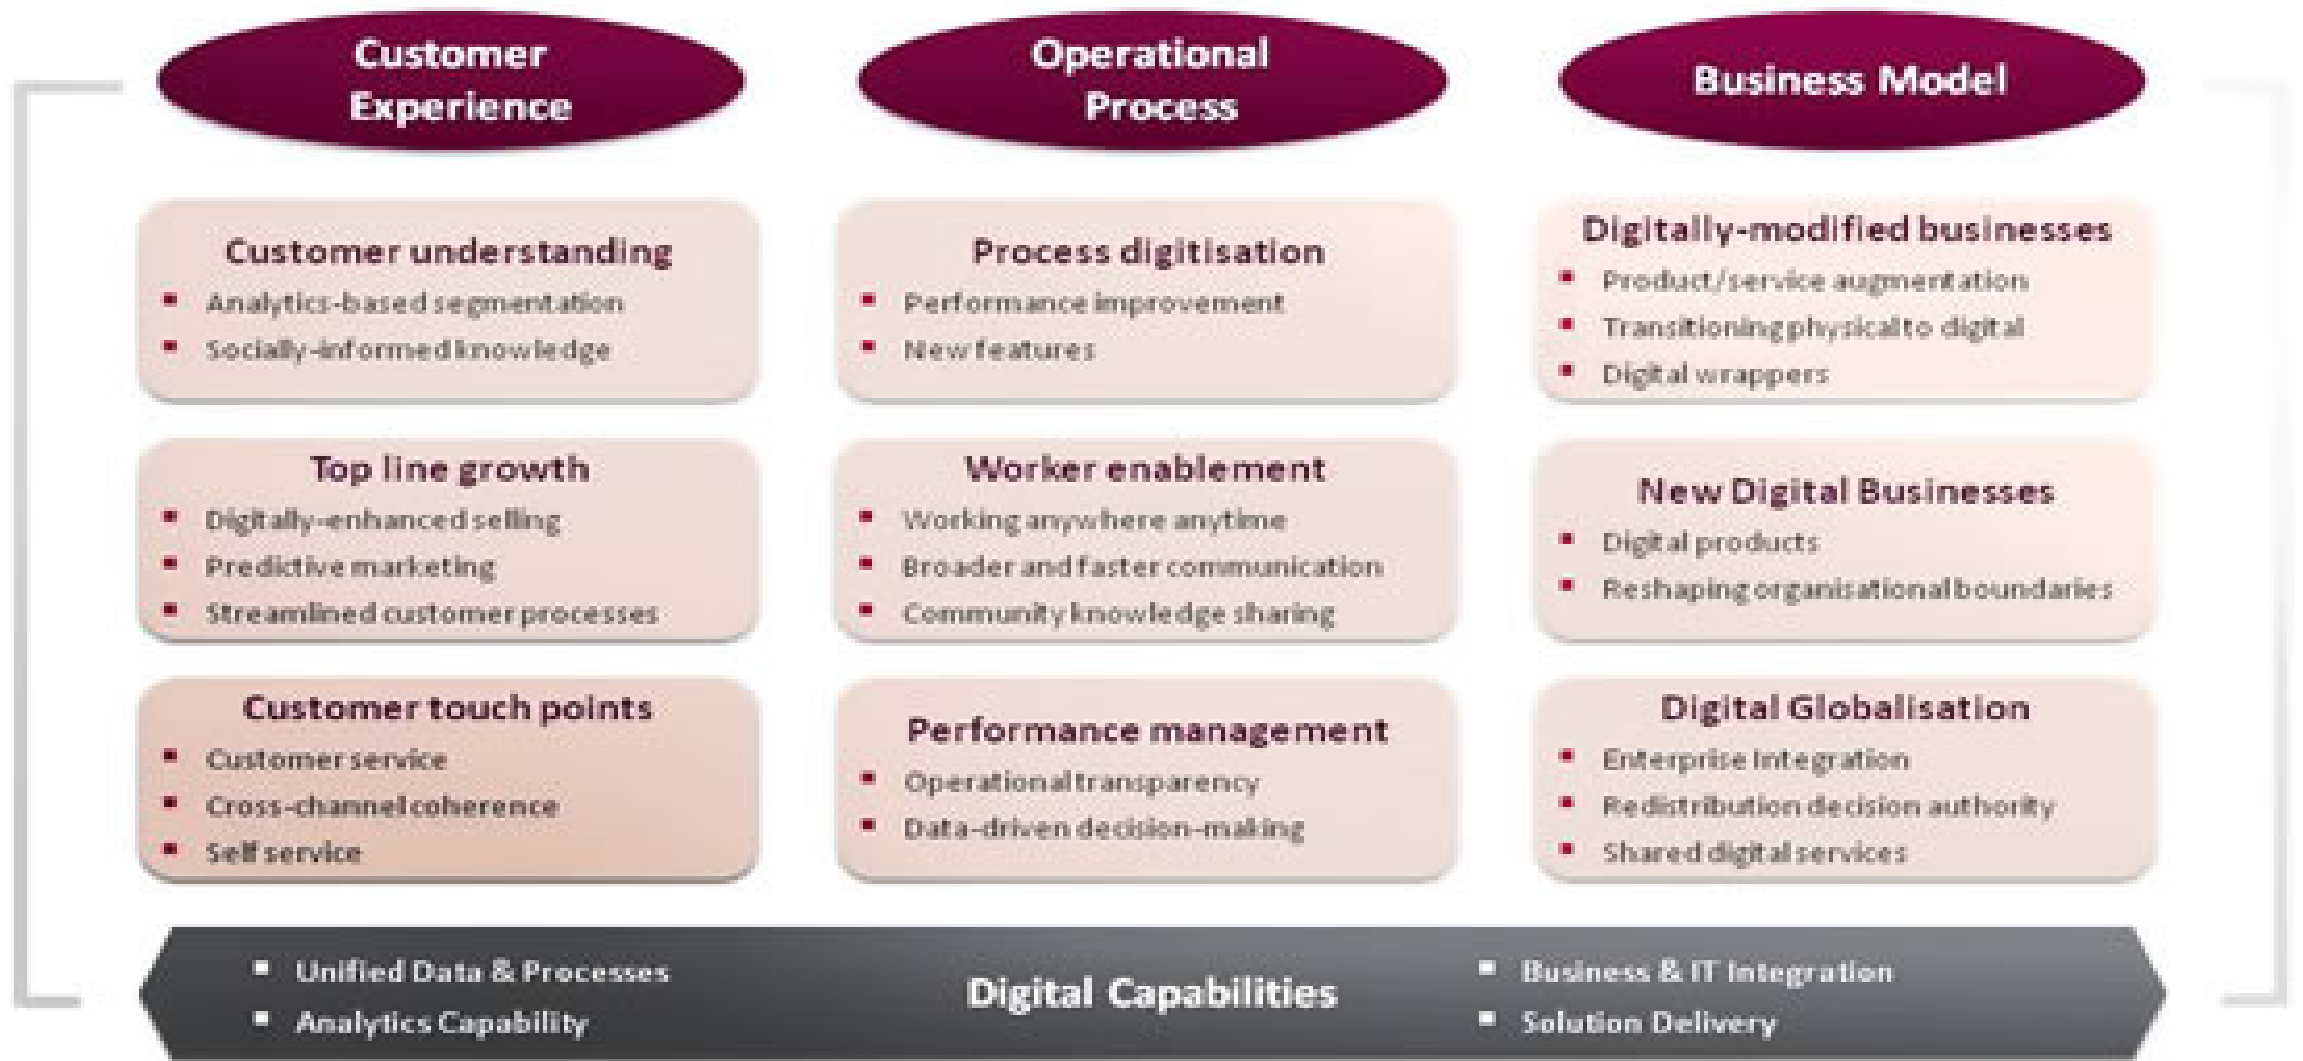 Customer
Experience
Operational
Process
Business Model
Customer understanding
▪ Analytics-based segmentation
▪ Socially-informed knowledge
Process digitisation
▪ Performance improvement
▪ New features
Digitally-modified businesses
▪ Product/service augmentation
▪ Transitioning physical to digital
▪ Digital wrappers
Top line growth
▪ Digitally-enhanced selling
▪ Predictive marketing
▪ Streamlined customer processes
Worker enablement
▪ Working anywhere anytime
▪ Broader and faster communication
▪ Community knowledge sharing
New Digital Businesses
▪ Digital products
▪ Reshaping organisational boundaries
Customer touch points
▪ Customer service
▪ Cross-channel coherence
▪ Self service
Performance management
▪ Operational transparency
▪ Data-driven decision-making
Digital Globalisation
▪ Enterprise Integration
▪ Redistribution decision authority
▪ Shared digital services
▪ Unified Data & Processes
▪ Analytics Capability
Digital Capabilities
▪ Business & IT Integration
▪ Solution Delivery